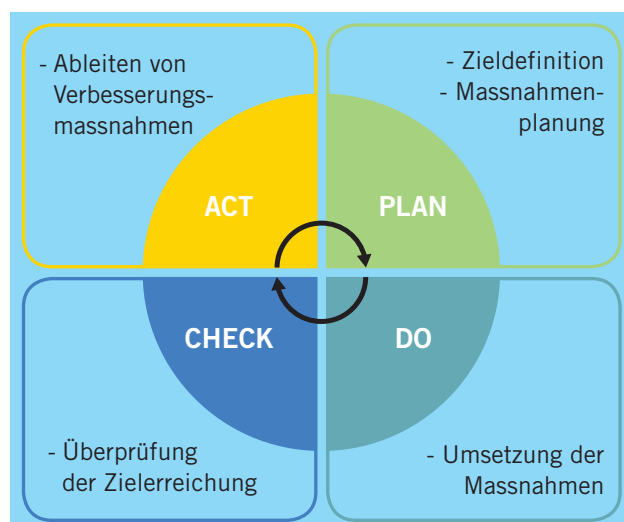 - Ableiten von
Verbesserungs-
massnahmen
ACT
- Zieldefinition
- Massnahmen-
planung
PLAN
CHECK
- Überprüfung
der Zielerreichung
DO
- Umsetzung der
Massnahmen